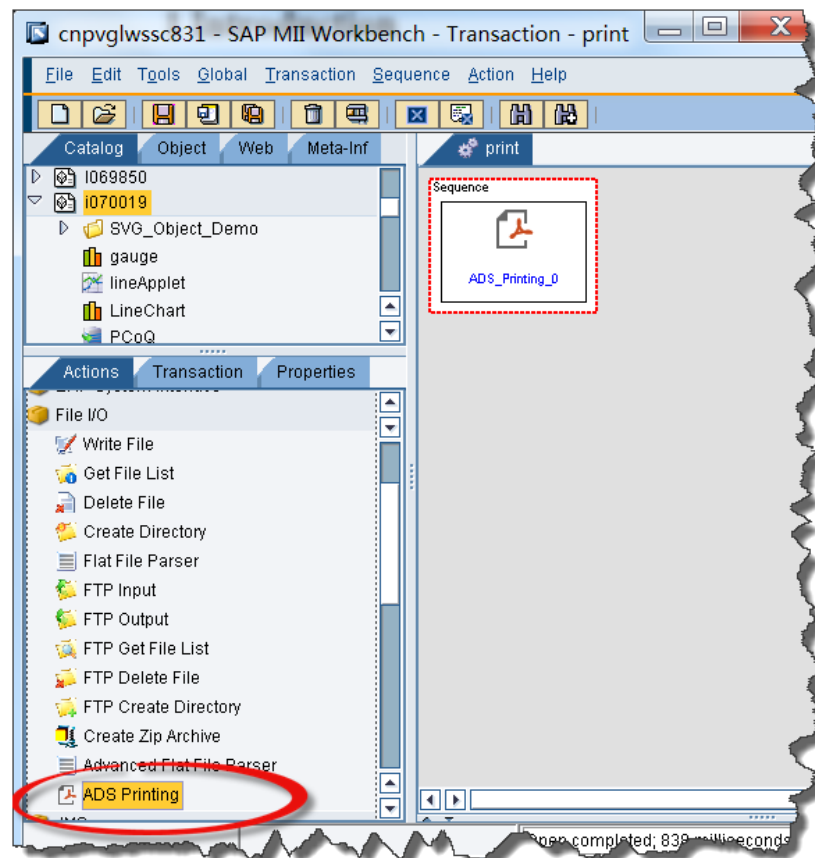 cnpvglwssc831 - SAP MII Workbench - Transaction - print
File Edit Tools Global Transaction Sequence Action Help
Catalog Object Web Meta-Inf
print
I069850
i070019
SVG_Object_Demo
gauge
lineApplet
LineChart
PCoQ
Sequence
ADS_Printing_0
Actions Transaction Properties
File I/O
Write File
Get File List
Delete File
Create Directory
Flat File Parser
FTP Input
FTP Output
FTP Get File List
FTP Delete File
FTP Create Directory
Create Zip Archive
Advanced Flat File Parser
ADS Printing
Open completed; 839 milliseconds